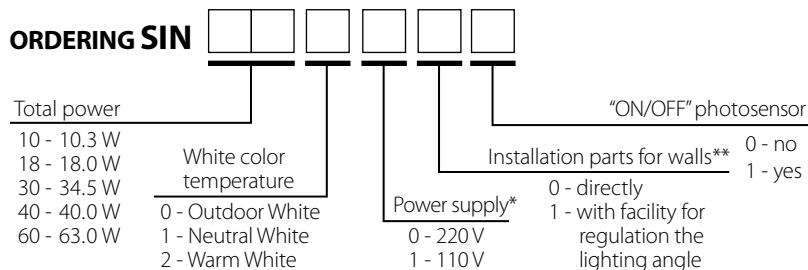 ORDERING SIN
Total power
10 - 10.3 W
18 - 18.0 W
30 - 34.5 W
40 - 40.0 W
60 - 63.0 W
White color
temperature
0 - Outdoor White
1 - Neutral White
2 - Warm White
Power supply*
0 - 220 V
1 - 110 V
Installation parts for walls**
0 - directly
1 - with facility for
regulation the
lighting angle
“ON/OFF” photosensor
0 - no
1 - yes